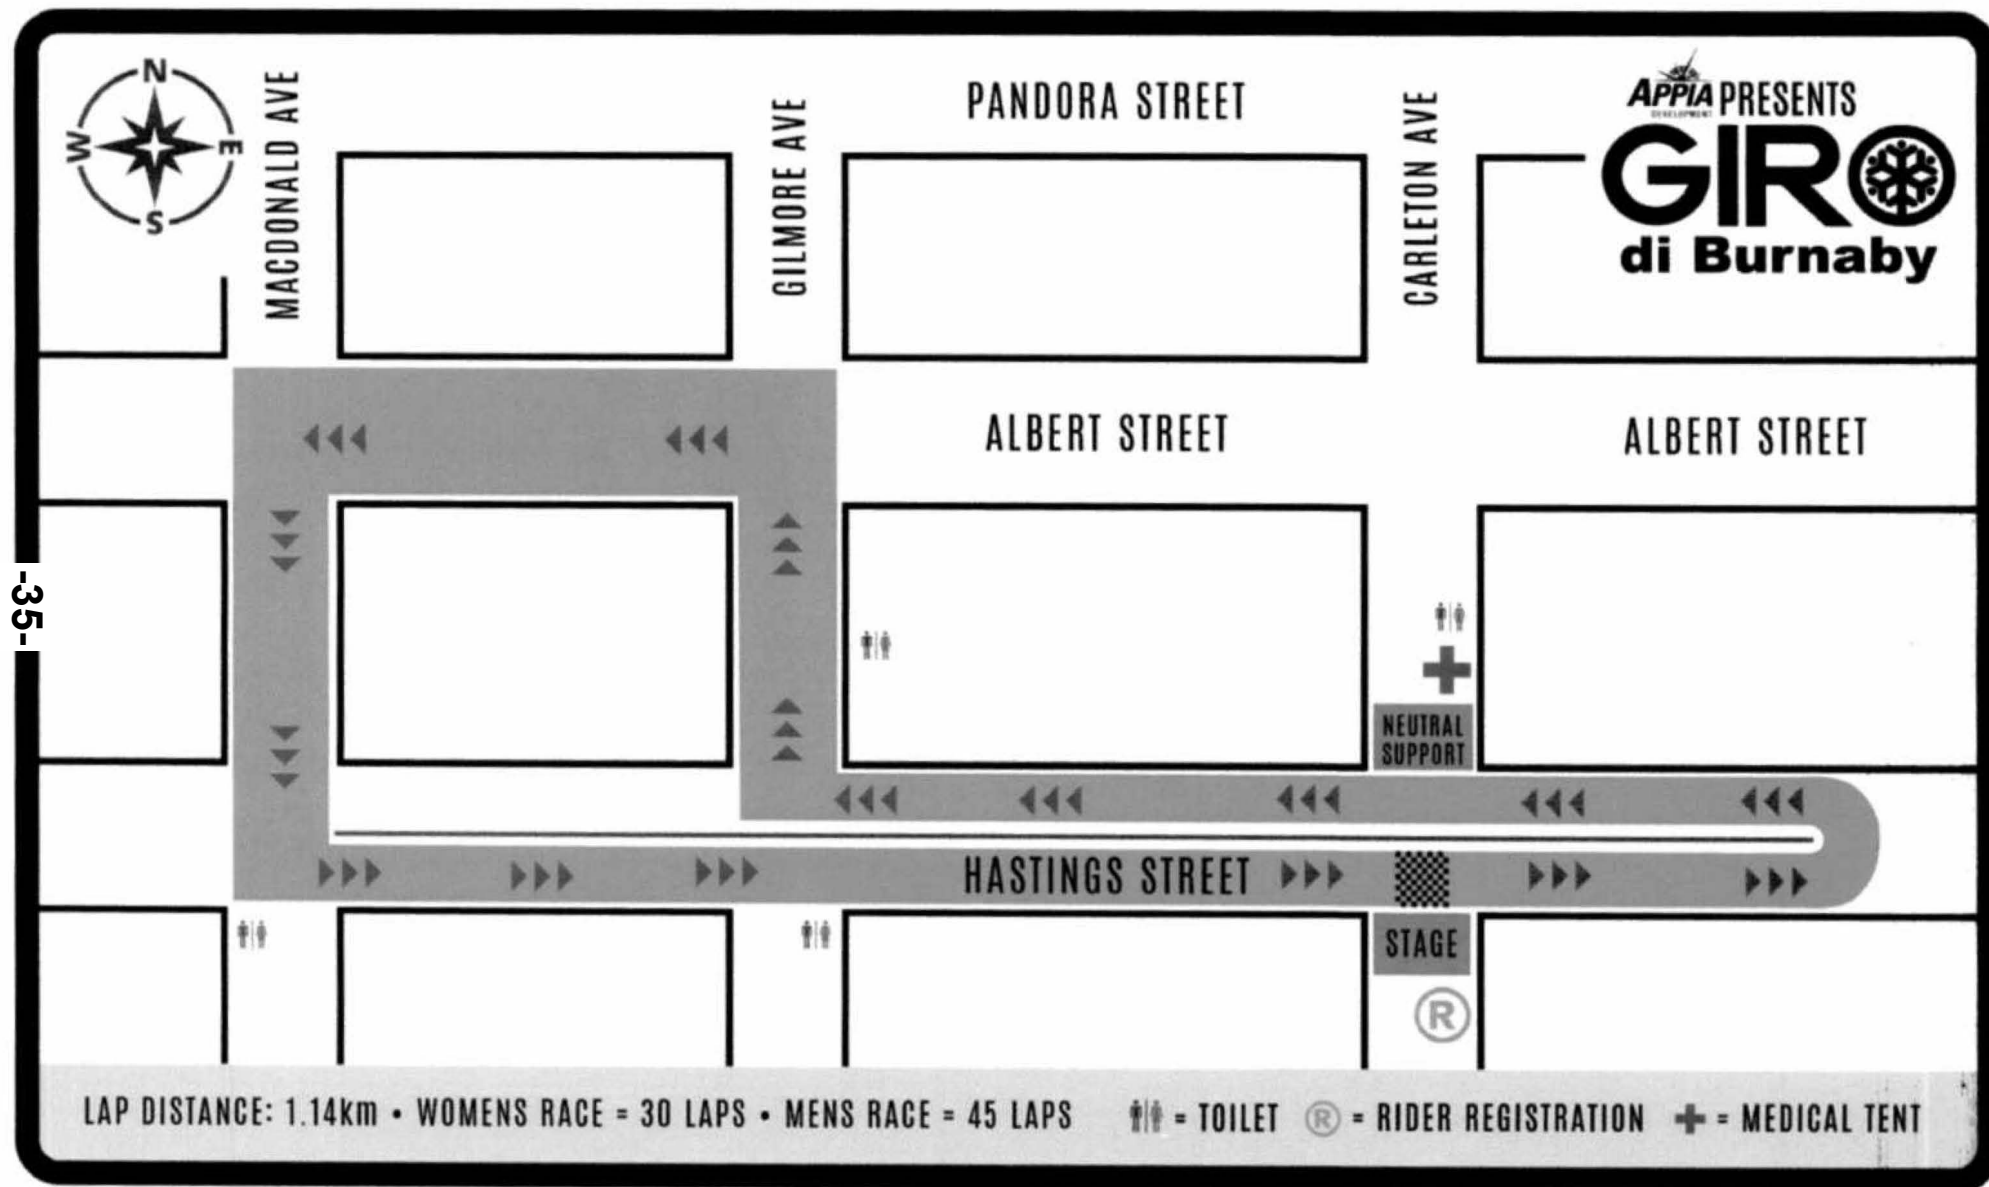 N
W
E
S
MACDONALD AVE
GILMORE AVE
PANDORA STREET
CARLETON AVE
APPIA PRESENTS
DEVELOPMENT
GIRO
di Burnaby
ALBERT STREET
ALBERT STREET
-35-
NEUTRAL
SUPPORT
HASTINGS STREET
STAGE
R
LAP DISTANCE: 1.14km • WOMENS RACE = 30 LAPS • MENS RACE = 45 LAPS
= TOILET
R = RIDER REGISTRATION
= MEDICAL TENT